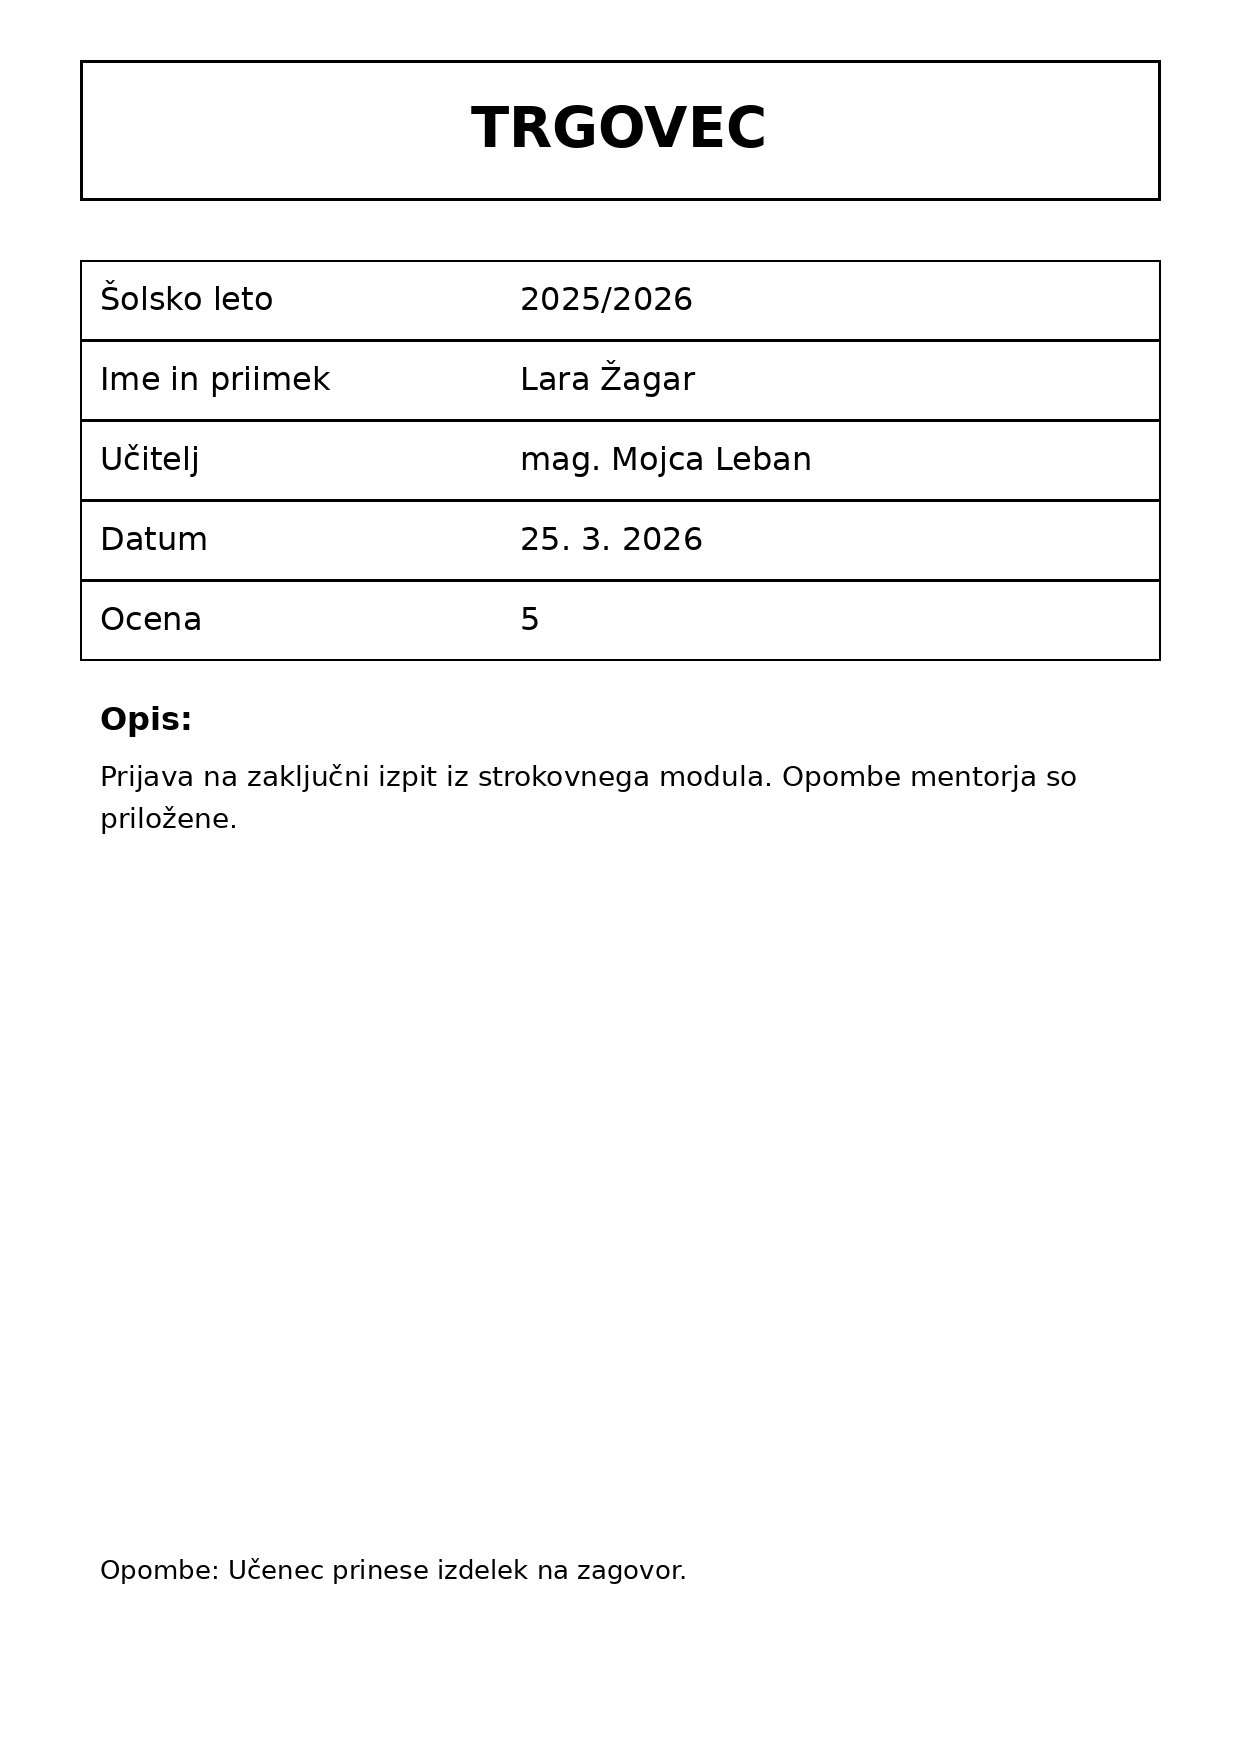 TRGOVEC
Šolsko leto 2025/2026
Ime in priimek Lara Žagar
Učitelj mag. Mojca Leban
Datum 25. 3. 2026
Ocena 5
Opis:
Prijava na zaključni izpit iz strokovnega modula. Opombe mentorja so
priložene.
Opombe: Učenec prinese izdelek na zagovor.